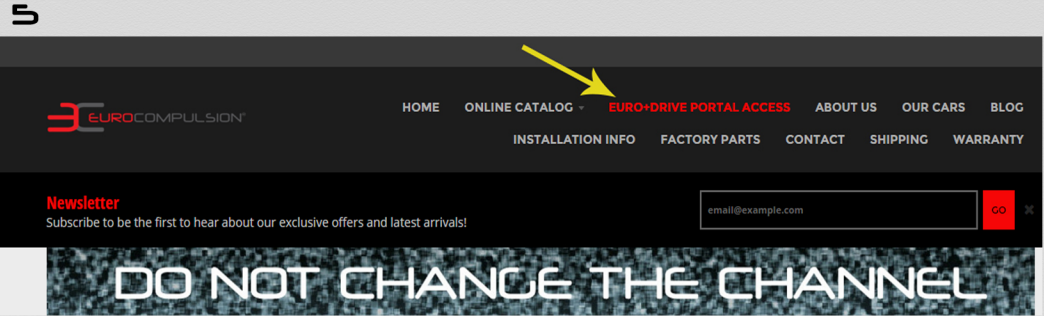 5
EUROCOMPULSION®
HOME ONLINE CATALOG EURO+DRIVE PORTAL ACCESS ABOUT US OUR CARS BLOG
INSTALLATION INFO FACTORY PARTS CONTACT SHIPPING WARRANTY
Newsletter
Subscribe to be the first to hear about our exclusive offers and latest arrivals!
email@example.com GO
DO NOT CHANGE THE CHANNEL